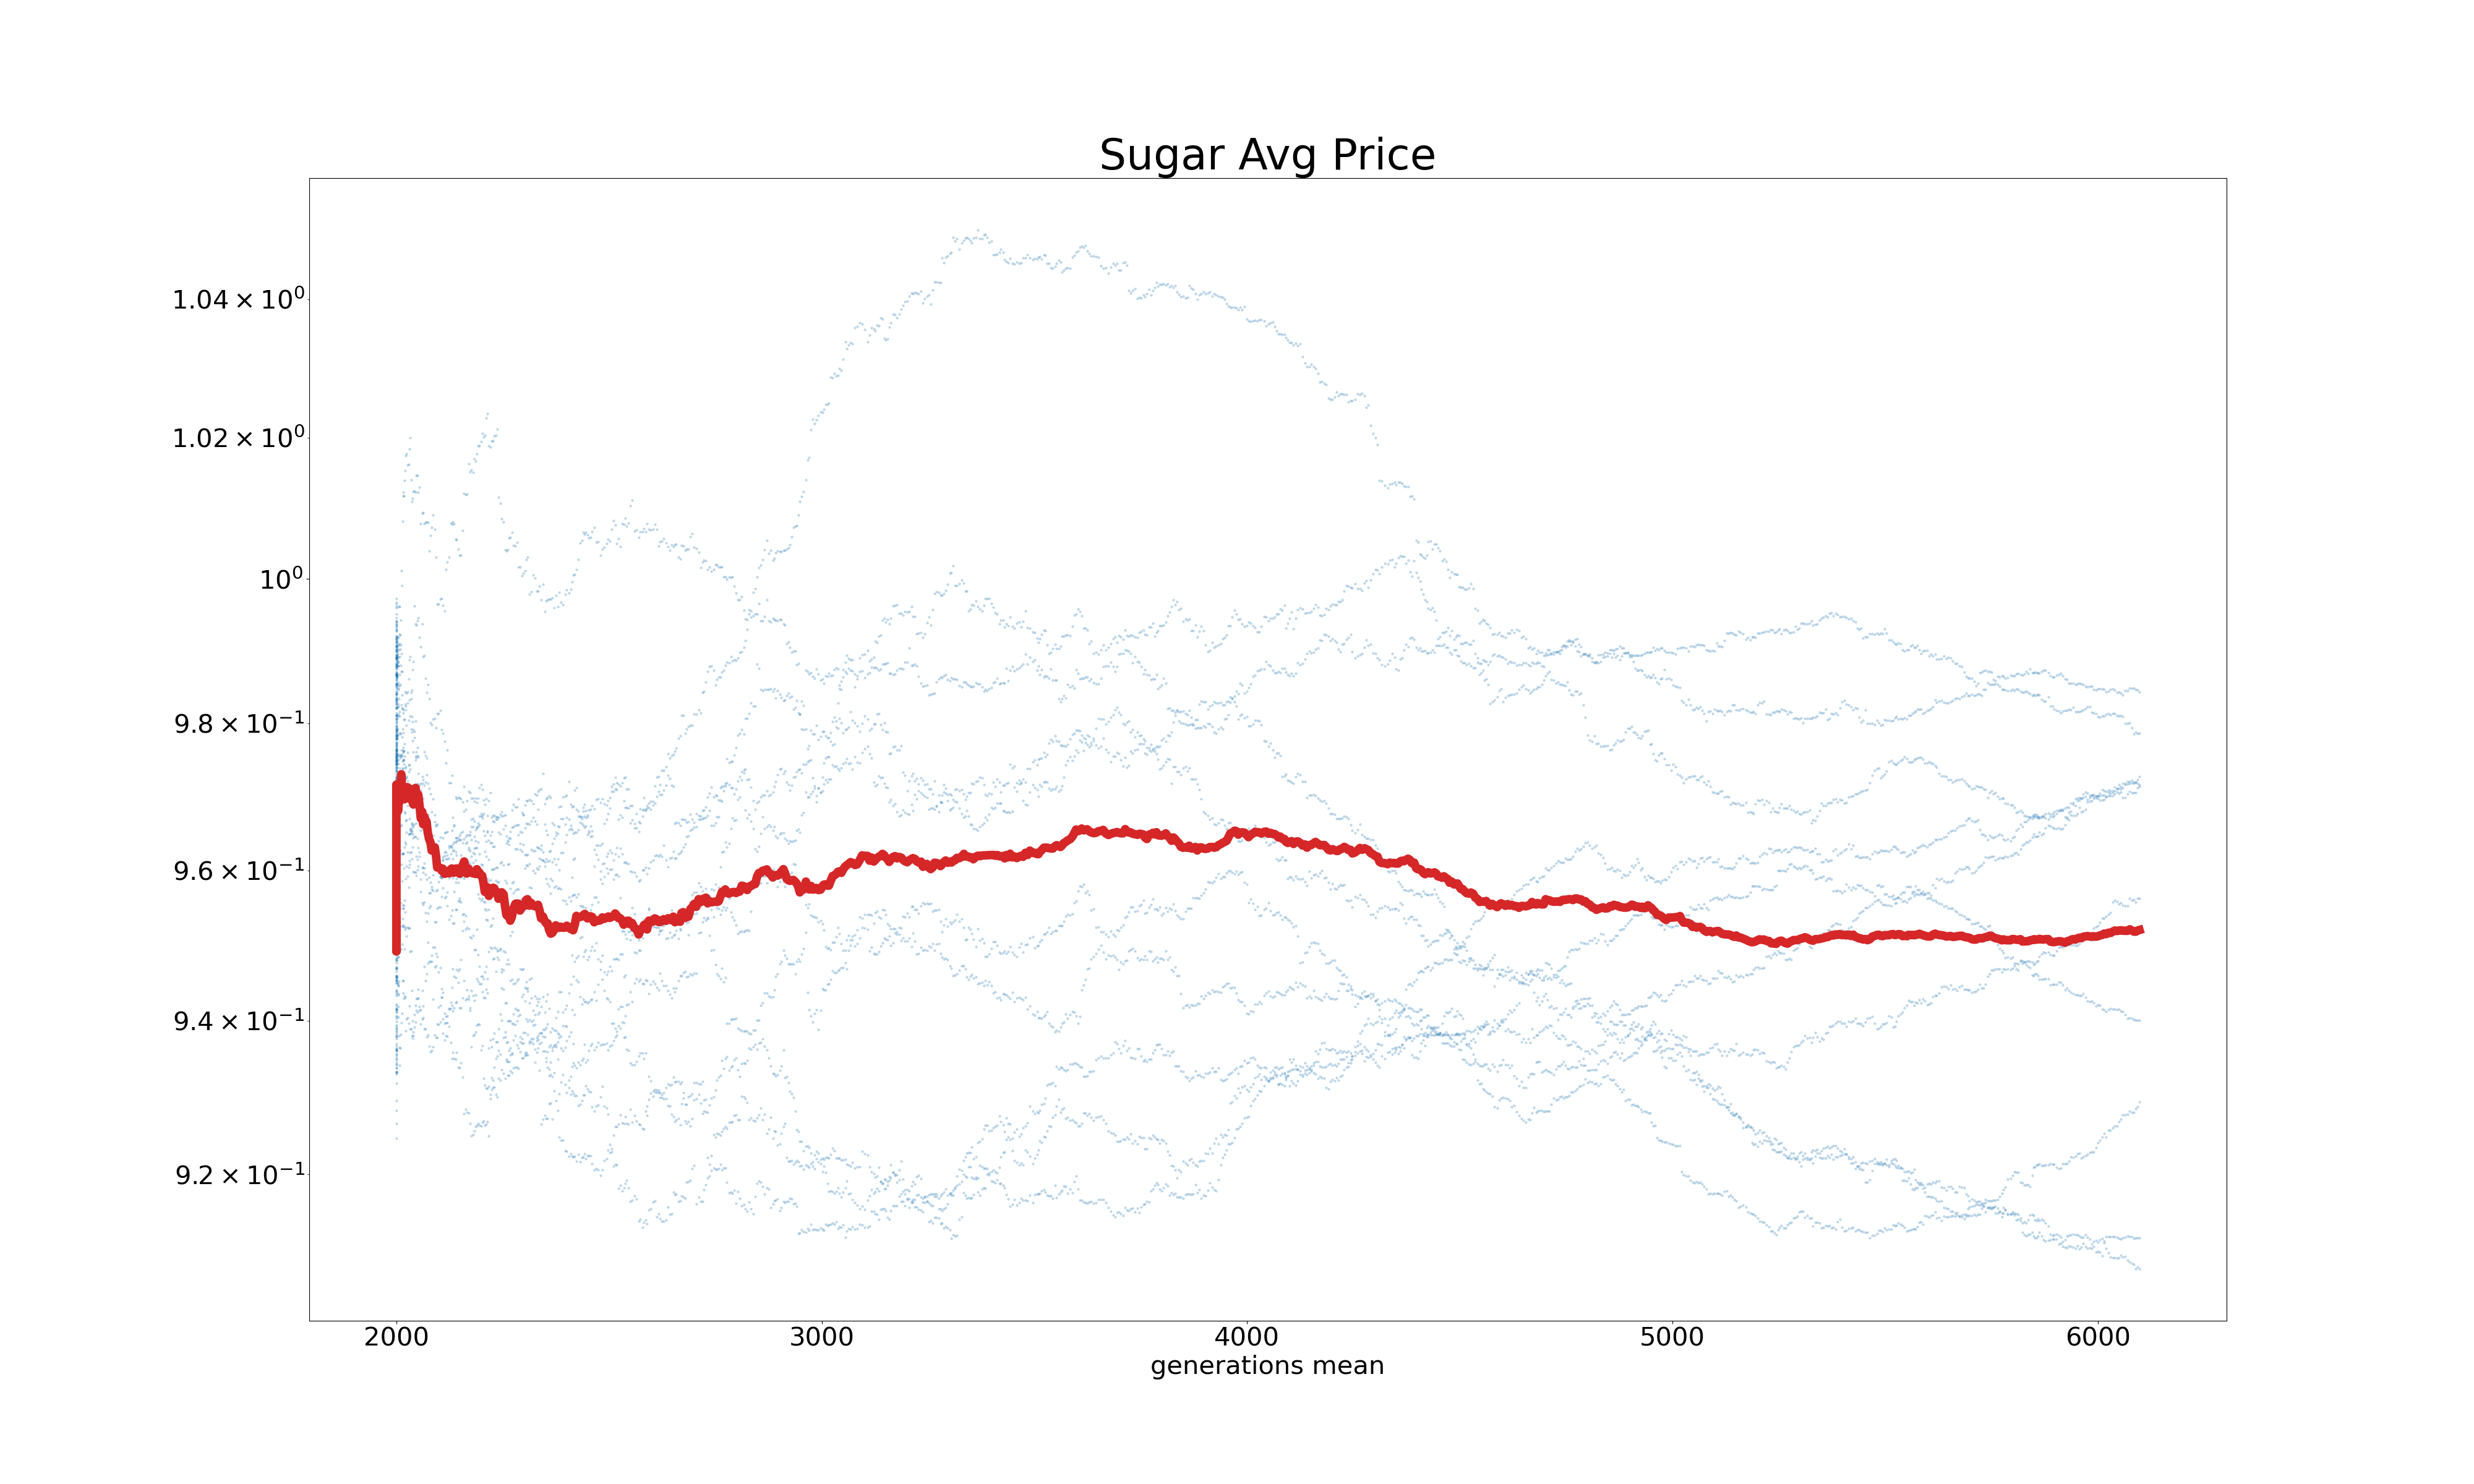 Sugar Avg Price
1.04 × 10⁰
1.02 × 10⁰
10⁰
9.8 × 10⁻¹
9.6 × 10⁻¹
9.4 × 10⁻¹
9.2 × 10⁻¹
2000 3000 4000 5000 6000
generations mean